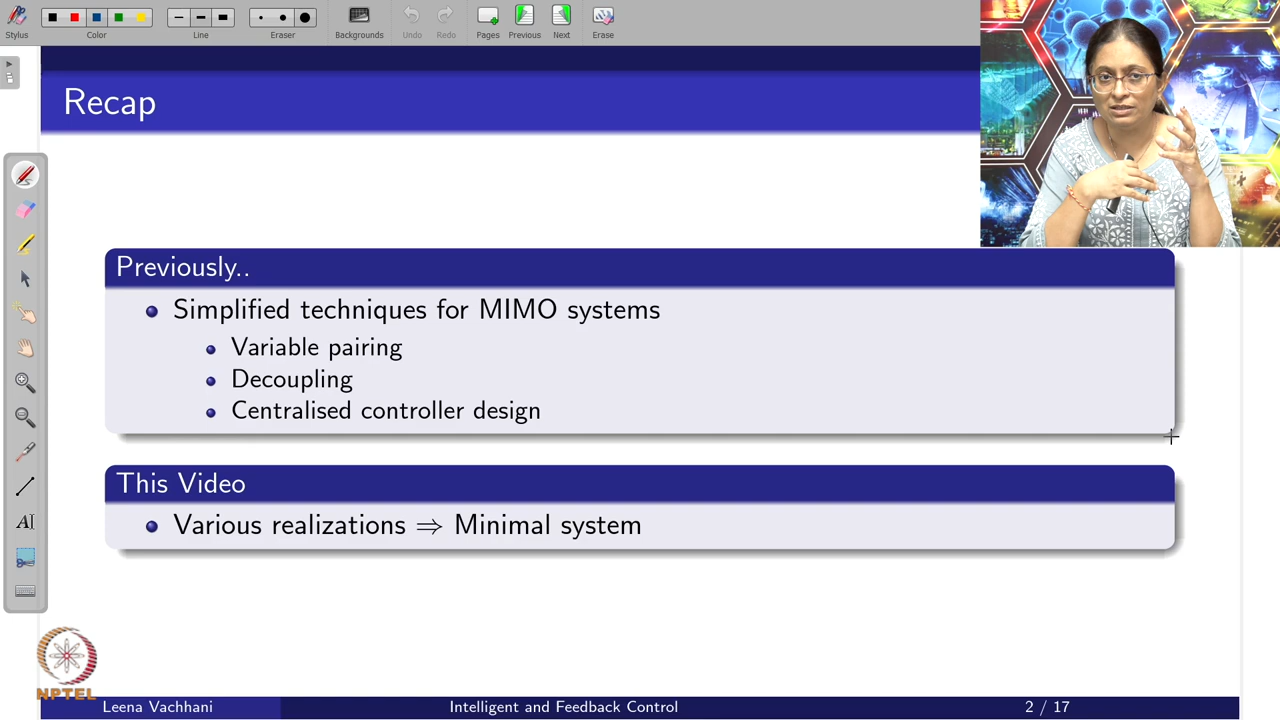 Stylus Color Line Eraser Backgrounds Undo Redo Pages Previous Next Erase
Recap
Previously..
Simplified techniques for MIMO systems
Variable pairing
Decoupling
Centralised controller design
This Video
Various realizations ⇒ Minimal system
NPTEL
Leena Vachhani Intelligent and Feedback Control 2 / 17